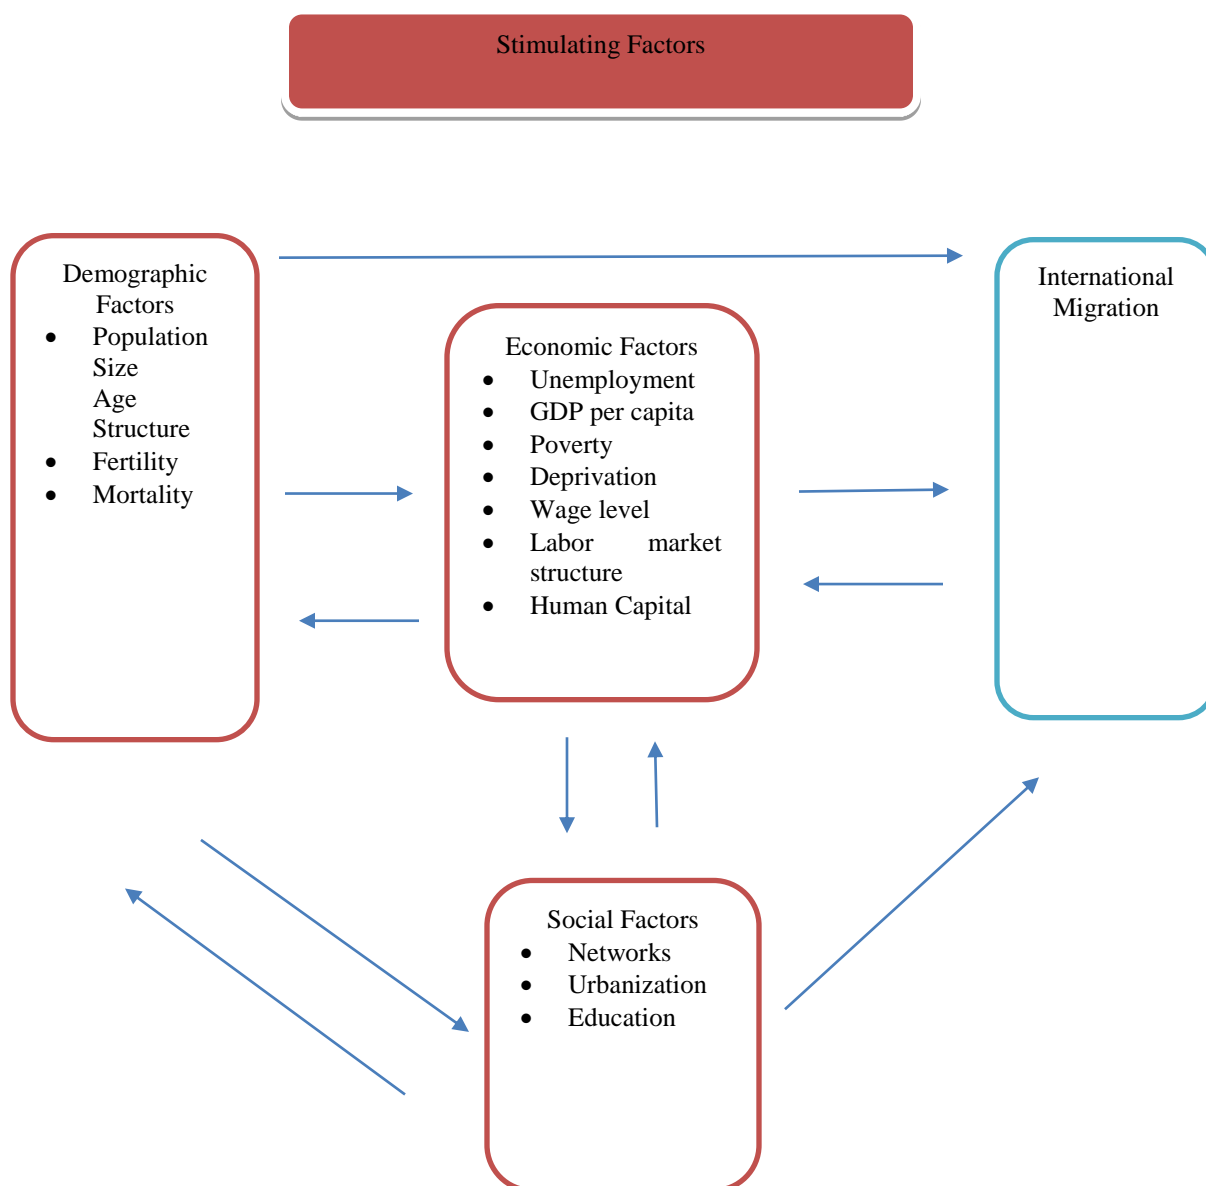 Stimulating Factors
Demographic
Factors
• Population
Size
Age
Structure
• Fertility
• Mortality
Economic Factors
• Unemployment
• GDP per capita
• Poverty
• Deprivation
• Wage level
• Labor market
structure
• Human Capital
International
Migration
Social Factors
• Networks
• Urbanization
• Education